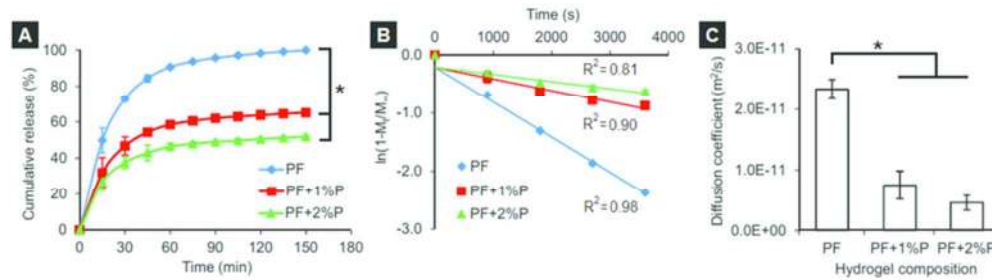 A
Cumulative release (%)
100
80
60
40
20
0
0 30 60 90 120 150 180
Time (min)
PF
PF+1%P
PF+2%P
*
B
Time (s)
0 1000 2000 3000 4000
0.0
-1.0
-2.0
-3.0
ln(1-Mt/M∞)
R²=0.81
R²=0.90
R²=0.98
PF
PF+1%P
PF+2%P
C
Diffusion coefficient (m²/s)
3.0E-11
2.0E-11
1.0E-11
0.0E+00
*
PF PF+1%P PF+2%P
Hydrogel composition